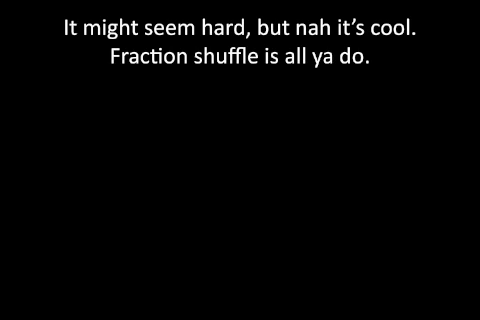 It might seem hard, but nah it’s cool.
Fraction shuffle is all ya do.